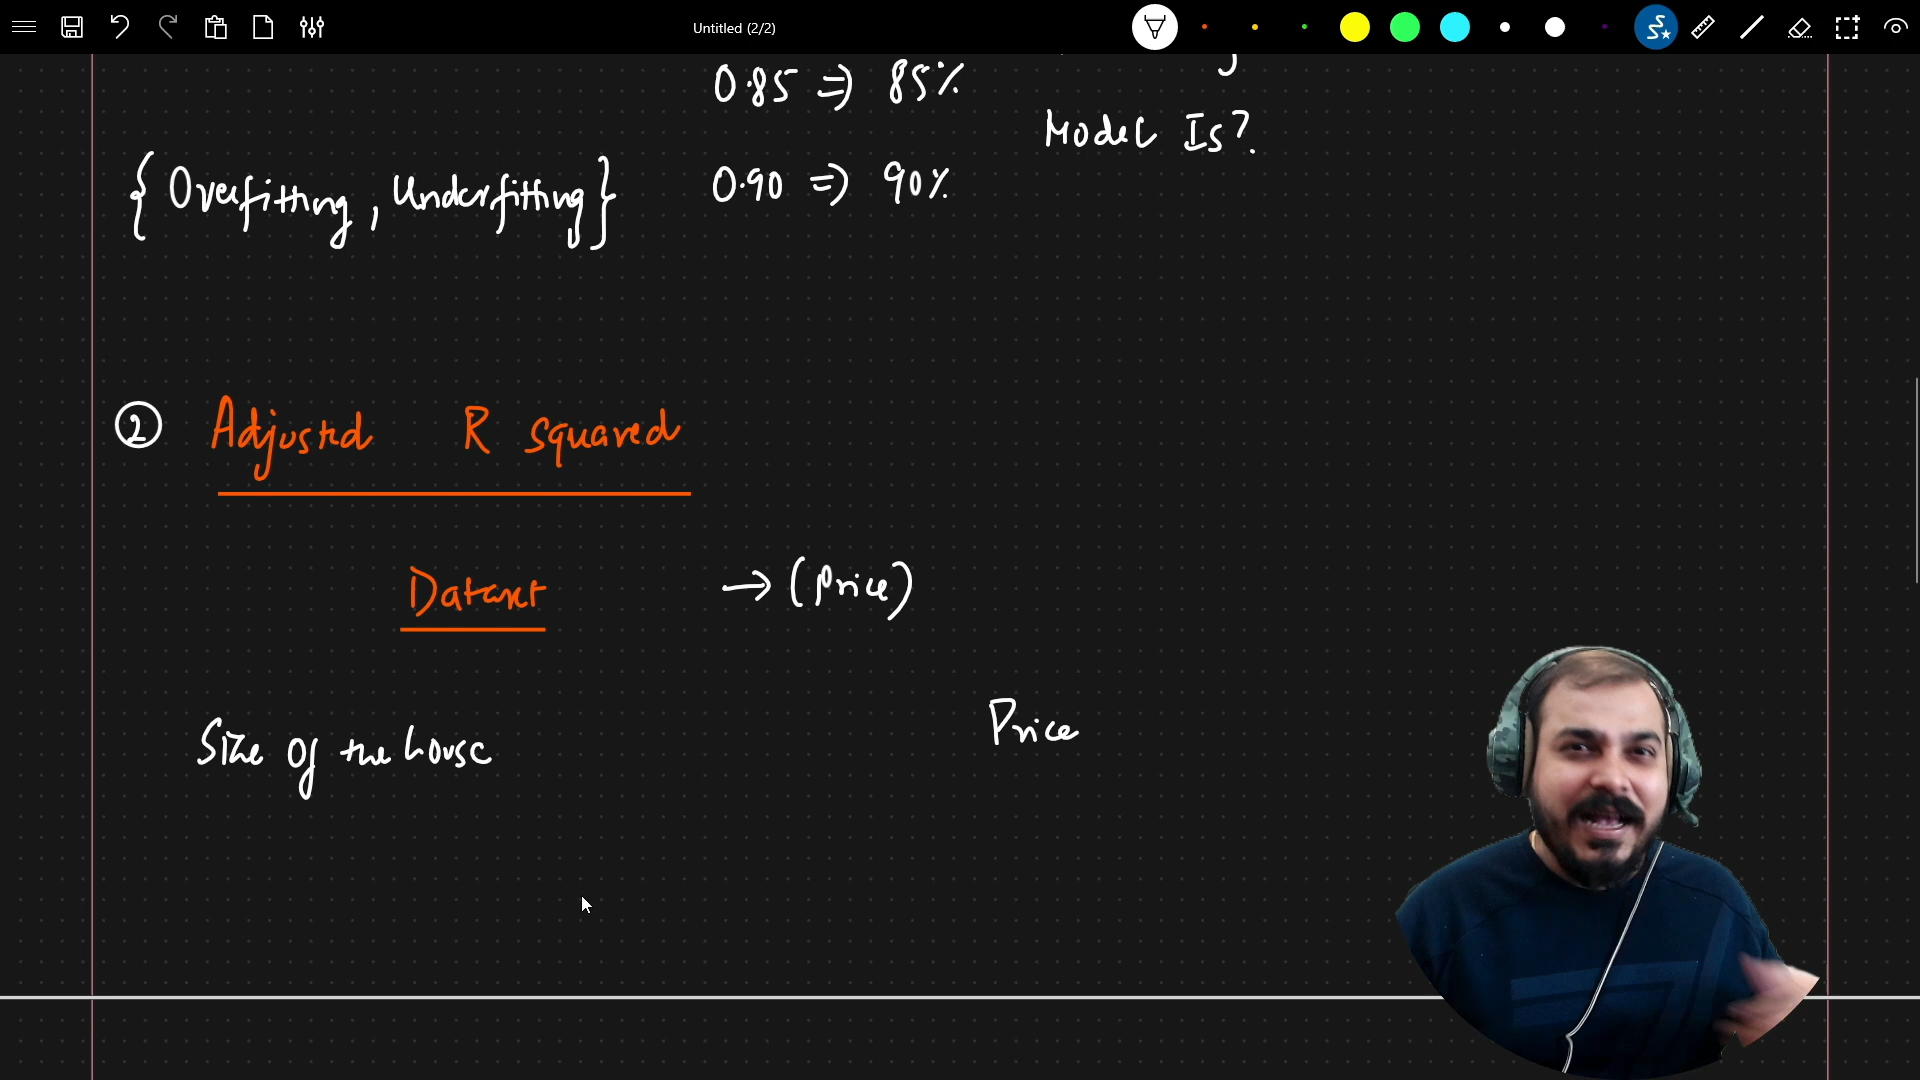 Untitled (2/2)
0.85 => 85%
Model Is?
{ Overfitting, Underfitting }
0.90 => 90%
2 Adjusted R squared
Dataset → (Price)
Size of the house
Price